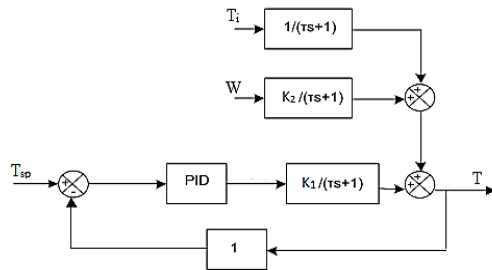 Ti
1/(τs+1)
W
K₂/(τs+1)
+
+
Tsp
+
-
PID
K₁/(τs+1)
+
+
T
1